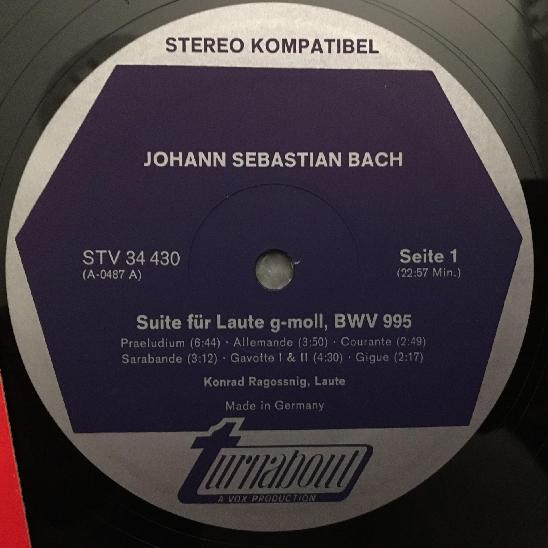 STEREO KOMPATIBEL
JOHANN SEBASTIAN BACH
STV 34 430
(A-0487 A)
Seite 1
(22:57 Min.)
Suite für Laute g-moll, BWV 995
Praeludium (6:44) · Allemande (3:50) · Courante (2:49)
Sarabande (3:12) · Gavotte I & II (4:30) · Gigue (2:17)
Konrad Ragossnig, Laute
Made in Germany
turnabout
A VOX PRODUCTION